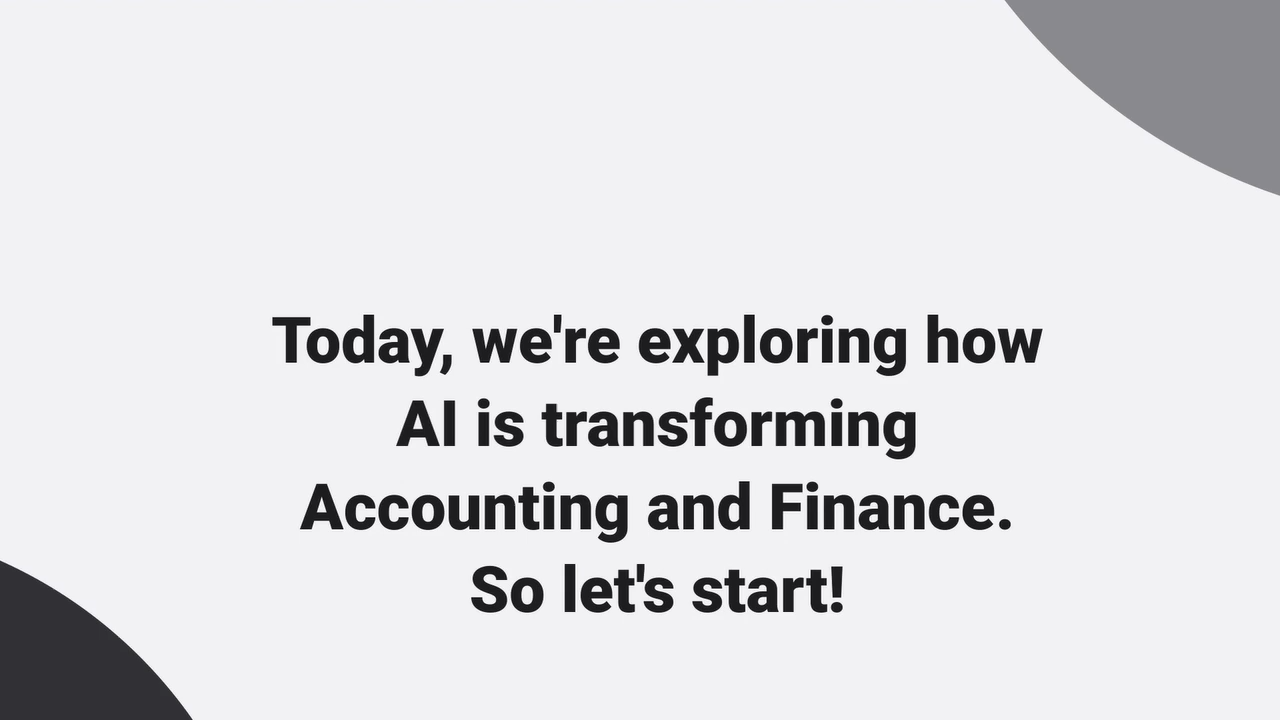 Today, we're exploring how
AI is transforming
Accounting and Finance.
So let's start!